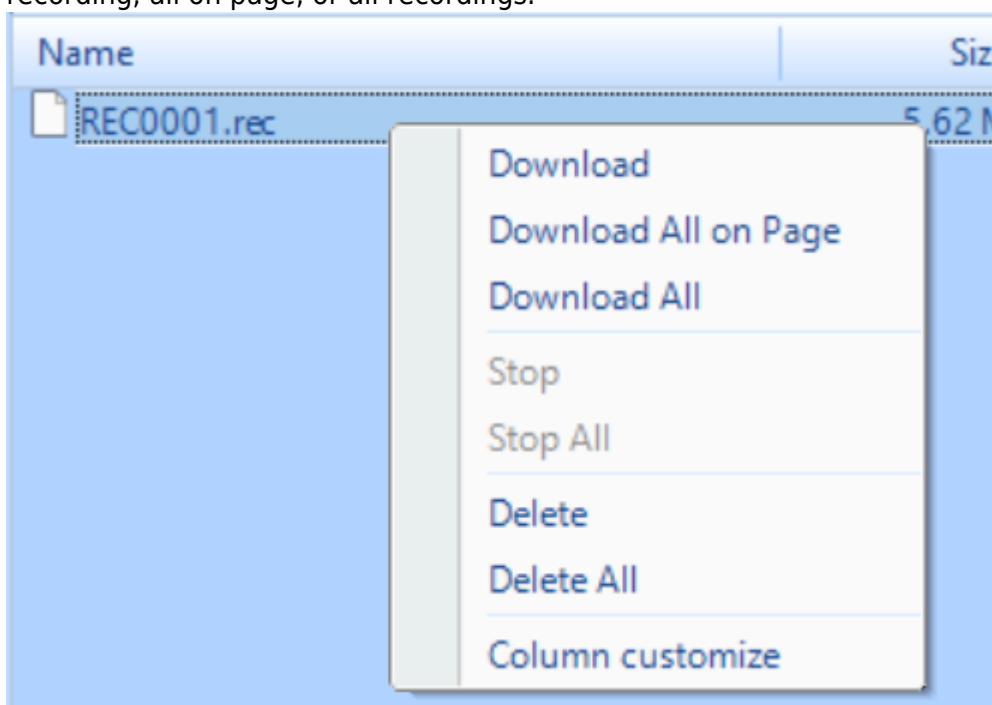 recording, all on page, or all recordings.
Name Siz
REC0001.rec 5,62 M
Download
Download All on Page
Download All
Stop
Stop All
Delete
Delete All
Column customize